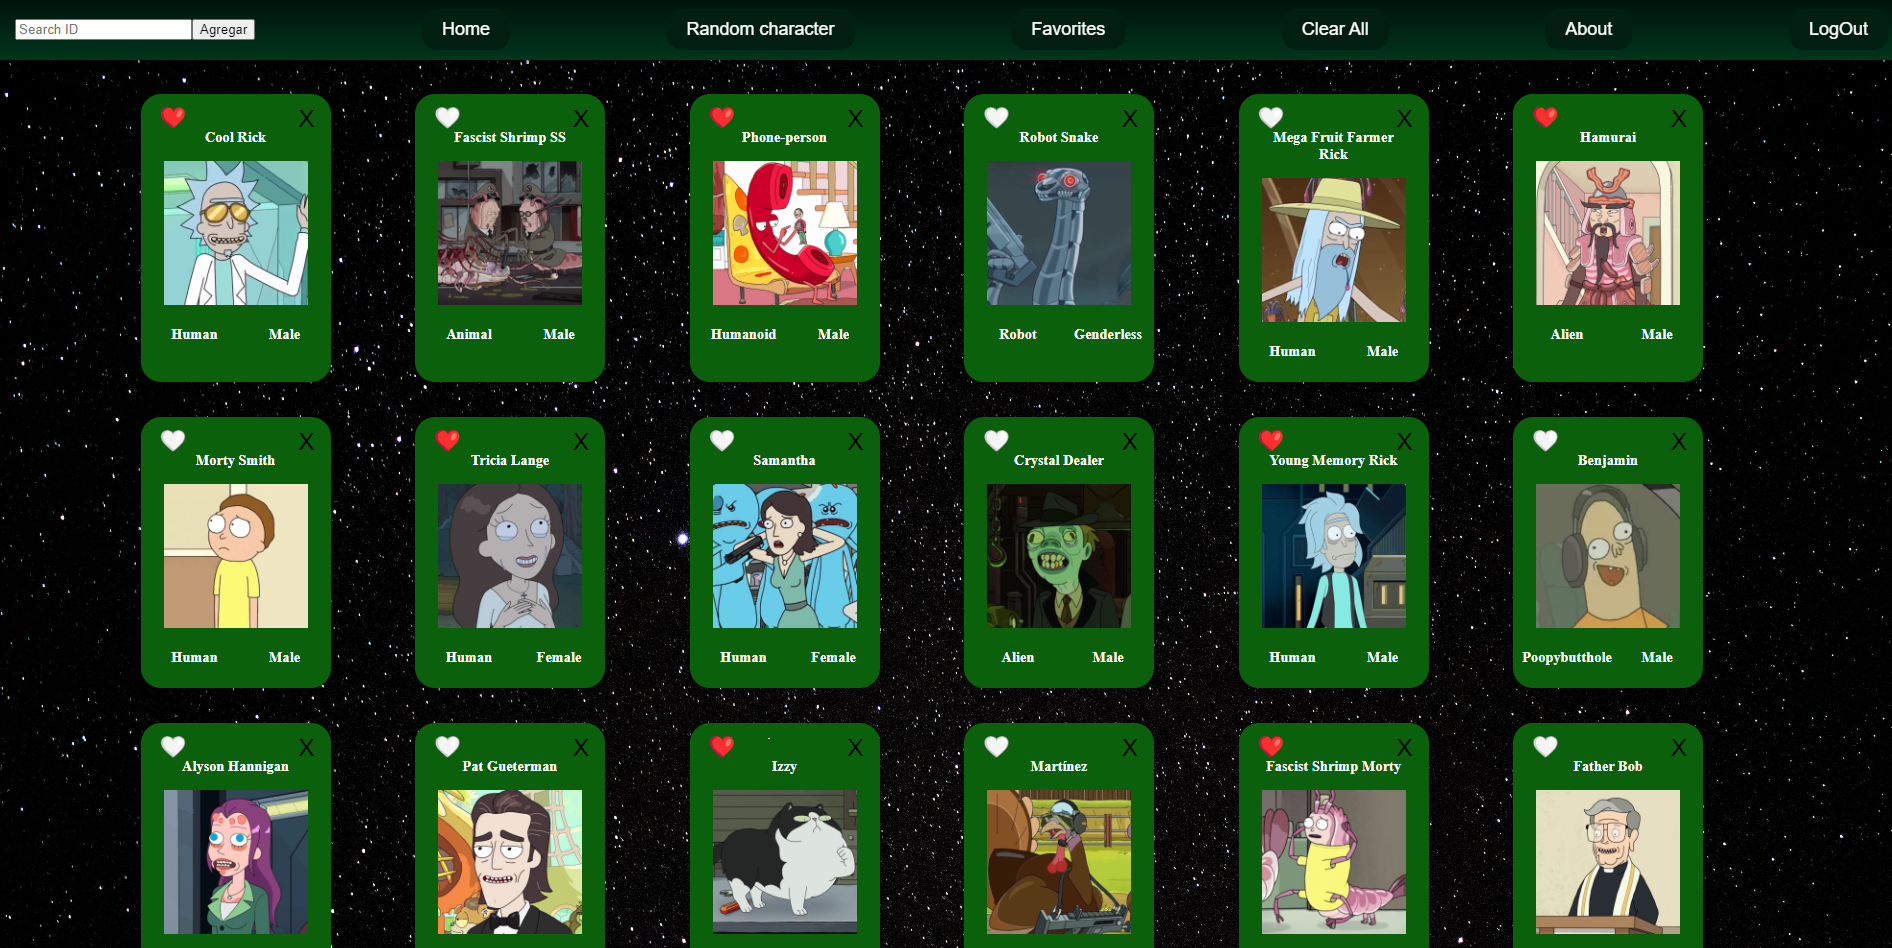 Search ID Agregar Home Random character Favorites Clear All About LogOut
X X X X X X
Cool Rick Fascist Shrimp SS Phone-person Robot Snake Mega Fruit Farmer Hamurai
Rick
Human Male Animal Male Humanoid Male Robot Genderless Alien Male
Human Male
X X X X X X
Morty Smith Tricia Lange Samantha Crystal Dealer Young Memory Rick Benjamin
Human Male Human Female Human Female Alien Male Human Male Poopybutthole Male
X X X X X X
Alyson Hannigan Pat Gueterman Izzy Martínez Fascist Shrimp Morty Father Bob